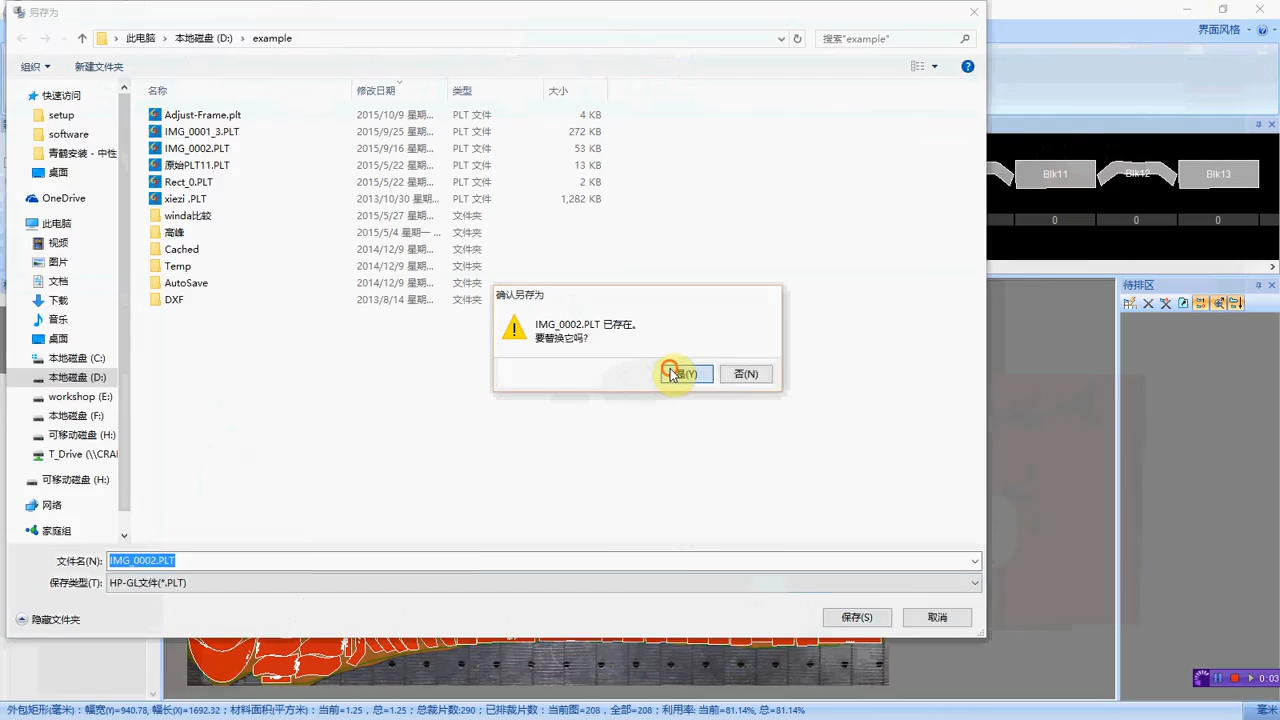 另存为
此电脑
本地磁盘 (D:)
example
搜索"example"
组织
新建文件夹
界面风格
名称
修改日期
类型
大小
Adjust-Frame.plt 2015/10/9 星期... PLT 文件 4 KB
IMG_0001_3.PLT 2015/9/25 星期... PLT 文件 272 KB
IMG_0002.PLT 2015/9/16 星期... PLT 文件 53 KB
原始PLT11.PLT 2015/5/22 星期... PLT 文件 13 KB
Rect_0.PLT 2015/5/22 星期... PLT 文件 2 KB
xiezi .PLT 2013/10/30 星期... PLT 文件 1,282 KB
winda比较 2015/5/27 星期... 文件夹
高峰 2015/5/4 星期一 ... 文件夹
Cached 2014/12/9 星期... 文件夹
Temp 2014/12/9 星期... 文件夹
AutoSave 2014/12/9 星期... 文件夹
DXF 2013/8/14 星期... 文件夹
快速访问
setup
software
青鹤安装 - 中性
桌面
OneDrive
此电脑
视频
图片
文档
下载
音乐
桌面
本地磁盘 (C:)
本地磁盘 (D:)
workshop (E:)
本地磁盘 (F:)
可移动磁盘 (H:)
T_Drive (\\CRA
可移动磁盘 (H:)
网络
家庭组
确认另存为
IMG_0002.PLT 已存在。
要替换它吗?
是(Y)
否(N)
Blk11
Blk12
Blk13
0
0
0
待排区
文件名(N):
IMG_0002.PLT
保存类型(T):
HP-GL文件(*.PLT)
隐藏文件夹
保存(S)
取消
0:03
外包矩形(毫米)：幅宽(Y)=940.78, 幅长(X)=1692.32；材料面积(平方米)：当前=1.25，总=1.25；总裁片数:290；已排裁片数：当前图=208，全部=208；利用率: 当前=81.14%, 总=81.14%
毫米